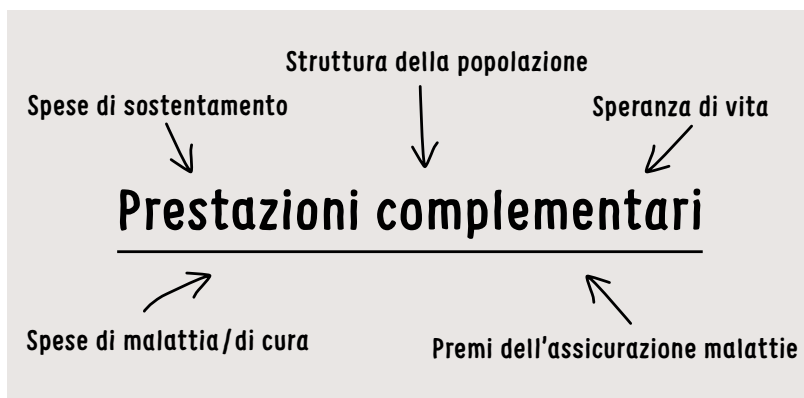 Struttura della popolazione
Spese di sostentamento
Speranza di vita
Prestazioni complementari
Spese di malattia/di cura
Premi dell'assicurazione malattie